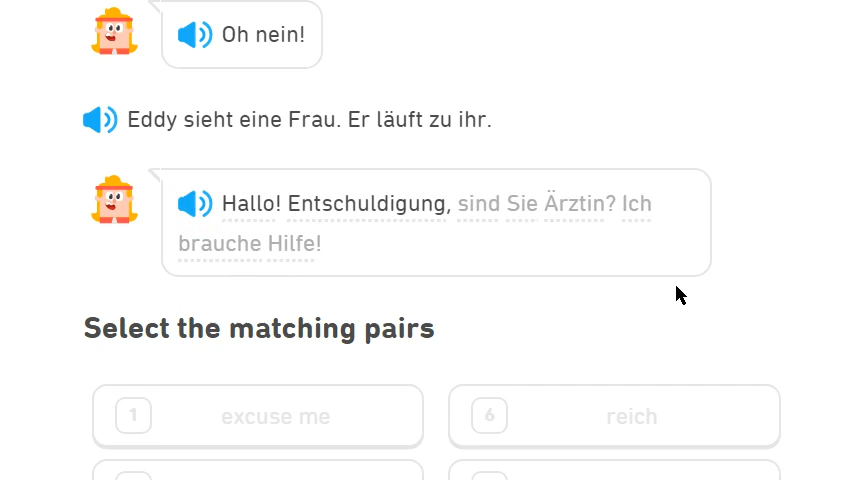 Oh nein!
Eddy sieht eine Frau. Er läuft zu ihr.
Hallo! Entschuldigung, sind Sie Ärztin? Ich
brauche Hilfe!
Select the matching pairs
1 excuse me
6 reich